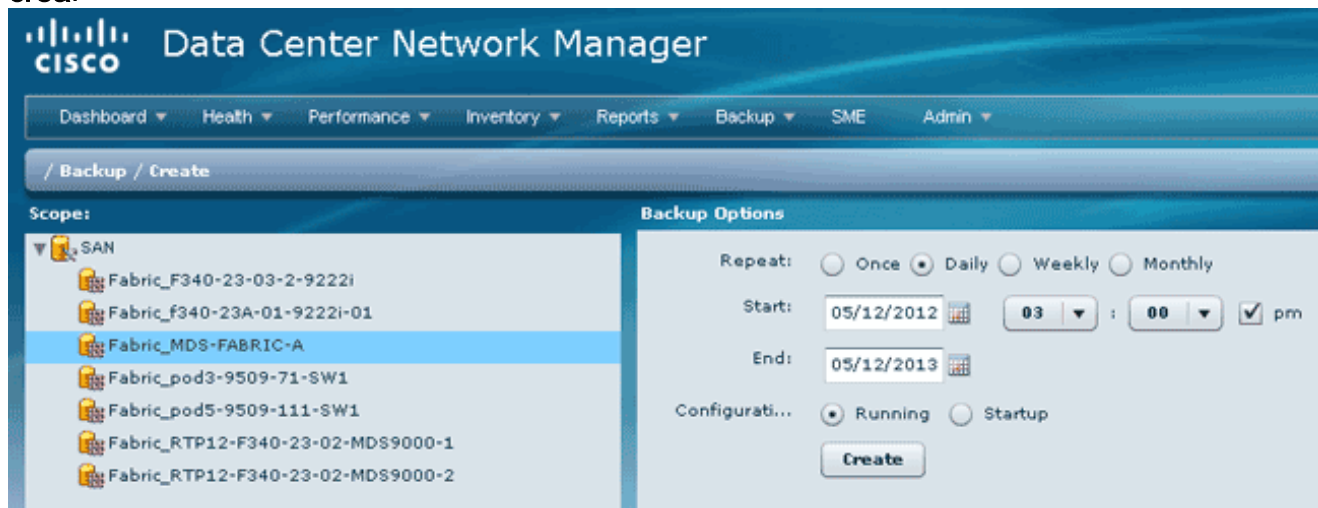 CISCO Data Center Network Manager
Dashboard Health Performance Inventory Reports Backup SME Admin
/ Backup / Create
Scope:
SAN
Fabric_F340-23-03-2-9222i
Fabric_f340-23A-01-9222i-01
Fabric_MDS-FABRIC-A
Fabric_pod3-9509-71-SW1
Fabric_pod5-9509-111-SW1
Fabric_RTP12-F340-23-02-MDS9000-1
Fabric_RTP12-F340-23-02-MDS9000-2
Backup Options
Repeat: Once Daily Weekly Monthly
Start: 05/12/2012 03 : 00 pm
End: 05/12/2013
Configurati... Running Startup
Create